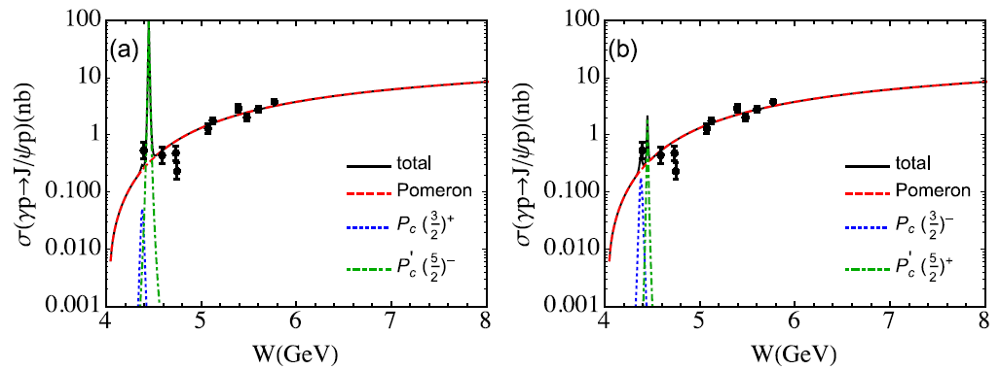 (a)
σ(γp→J/ψp)(nb)
100
10
1
0.100
0.010
0.001
total
Pomeron
P_c (3/2)^+
P_c^' (5/2)^−
4 5 6 7 8
W(GeV)
(b)
σ(γp→J/ψp)(nb)
100
10
1
0.100
0.010
0.001
total
Pomeron
P_c (3/2)^−
P_c^' (5/2)^+
4 5 6 7 8
W(GeV)